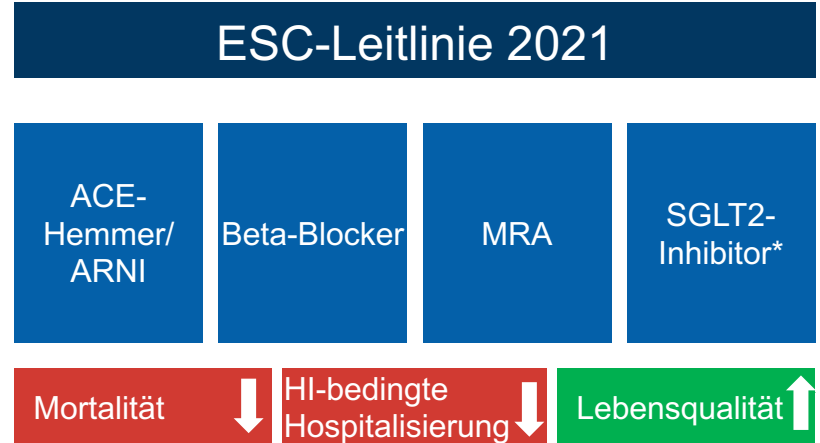 ESC-Leitlinie 2021
ACE-
Hemmer/
ARNI
Beta-Blocker
MRA
SGLT2-
Inhibitor*
Mortalität
HI-bedingte
Hospitalisierung
Lebensqualität